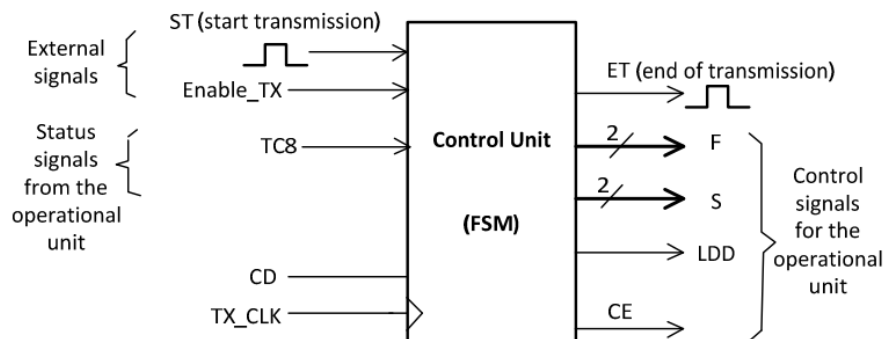 External
signals
ST (start transmission)
Enable_TX
Status
signals
from the
operational
unit
TC8
CD
TX_CLK
Control Unit
(FSM)
ET (end of transmission)
2
F
2
S
LDD
CE
Control
signals
for the
operational
unit